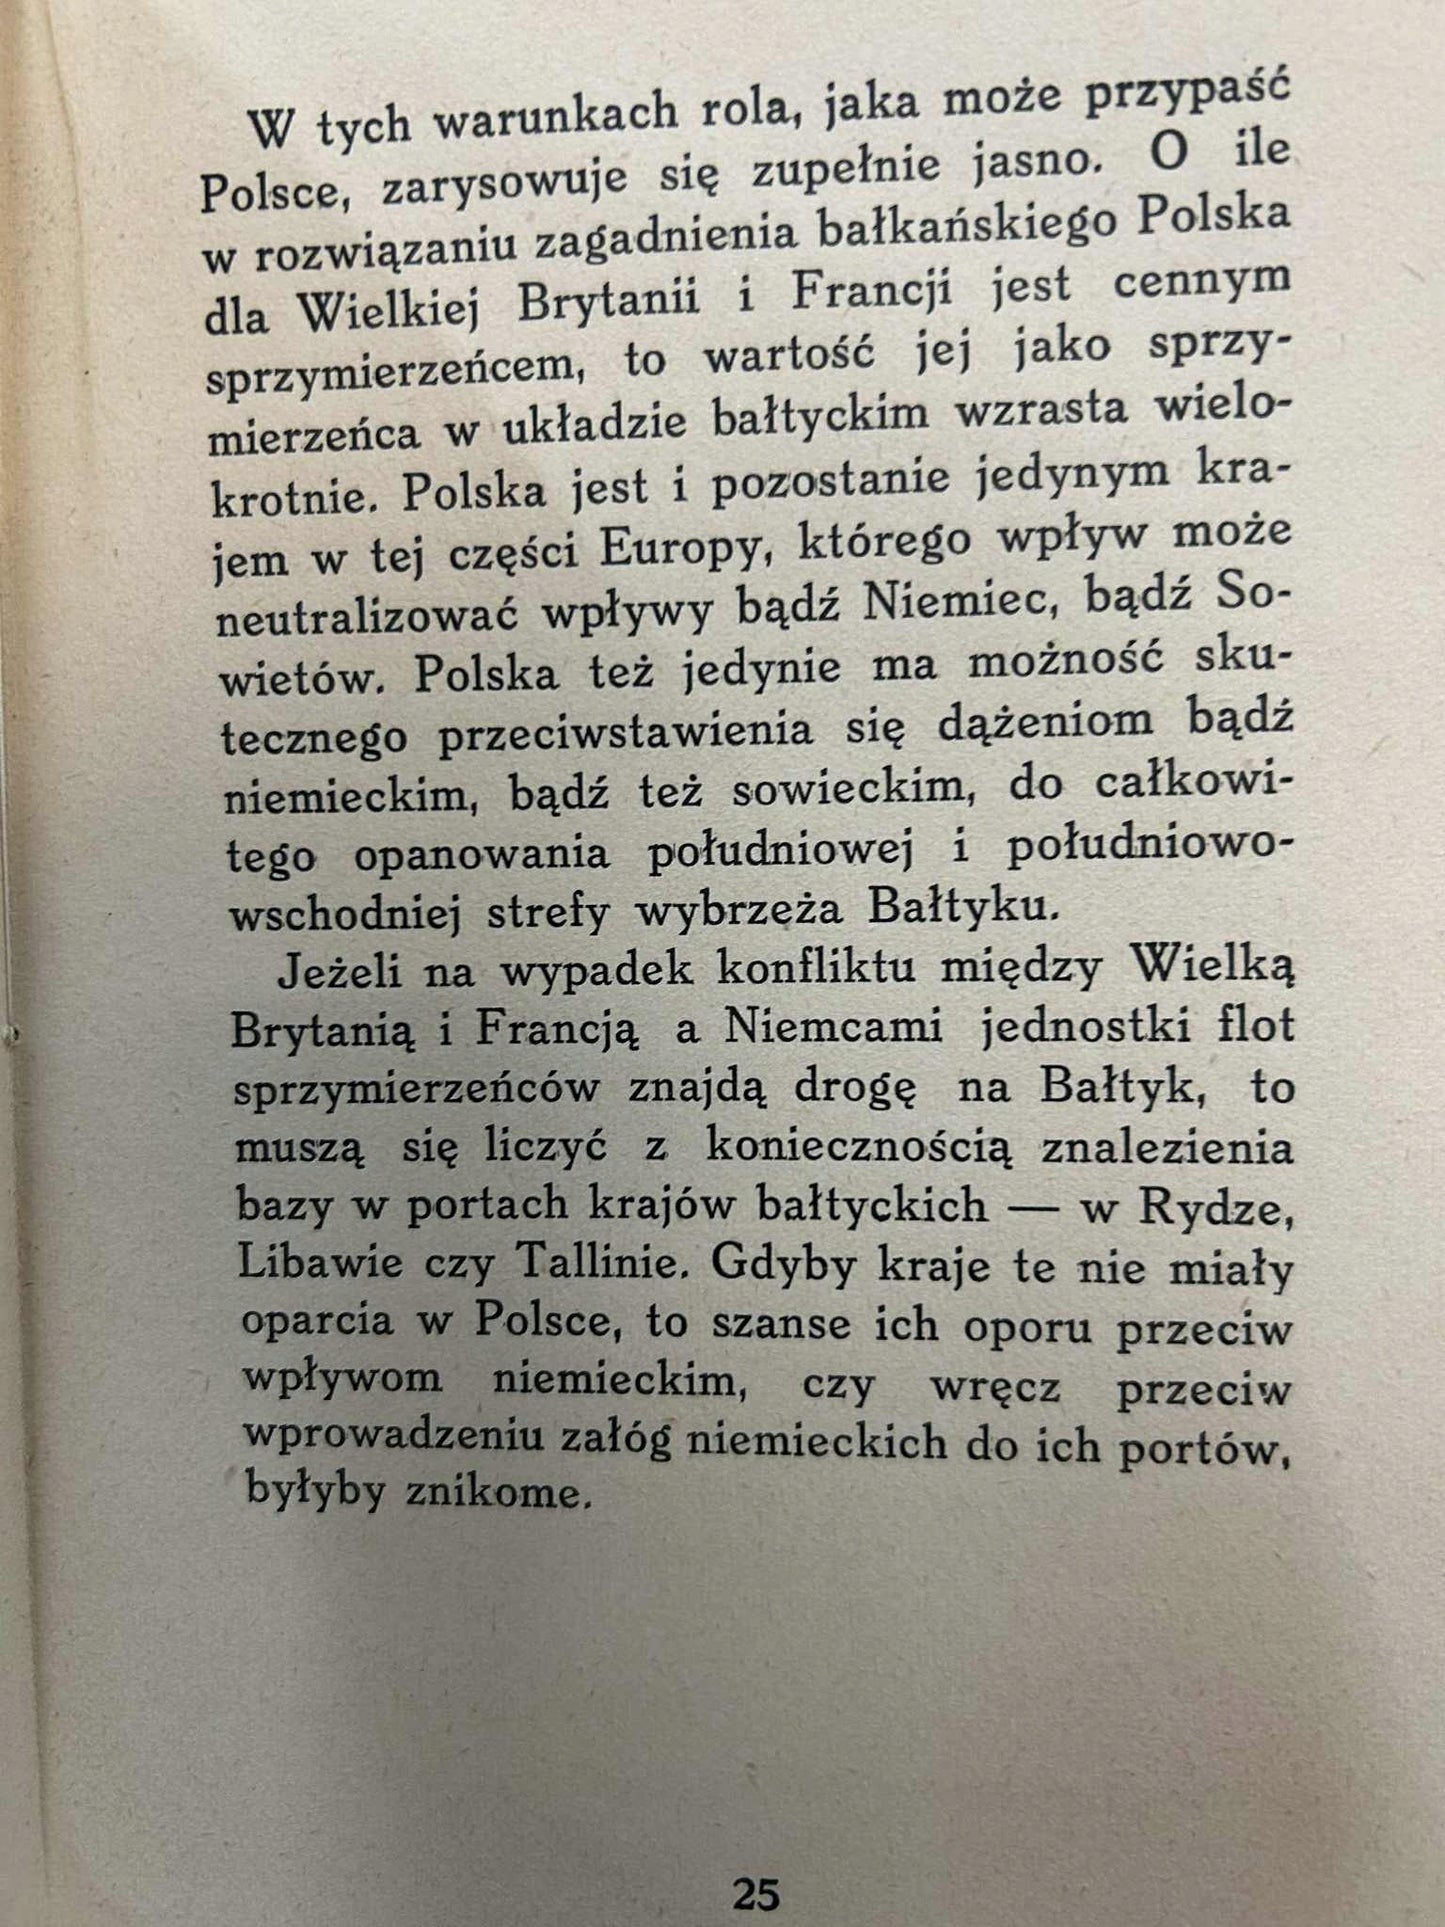 W tych warunkach rola, jaka może przypaść
Polsce, zarysowuje się zupełnie jasno. O ile
w rozwiązaniu zagadnienia bałkańskiego Polska
dla Wielkiej Brytanii i Francji jest cennym
sprzymierzeńcem, to wartość jej jako sprzy-
mierzeńca w układzie bałtyckim wzrasta wielo-
krotnie. Polska jest i pozostanie jedynym kra-
jem w tej części Europy, którego wpływ może
neutralizować wpływy bądź Niemiec, bądź So-
wietów. Polska też jedynie ma możność sku-
tecznego przeciwstawienia się dążeniom bądź
niemieckim, bądź też sowieckim, do całkowi-
tego opanowania południowej i południowo-
wschodniej strefy wybrzeża Bałtyku.
Jeżeli na wypadek konfliktu między Wielką
Brytanią i Francją a Niemcami jednostki flot
sprzymierzeńców znajdą drogę na Bałtyk, to
muszą się liczyć z koniecznością znalezienia
bazy w portach krajów bałtyckich — w Rydze,
Libawie czy Tallinie. Gdyby kraje te nie miały
oparcia w Polsce, to szanse ich oporu przeciw
wpływom niemieckim, czy wręcz przeciw
wprowadzeniu załóg niemieckich do ich portów,
byłyby znikome.
25